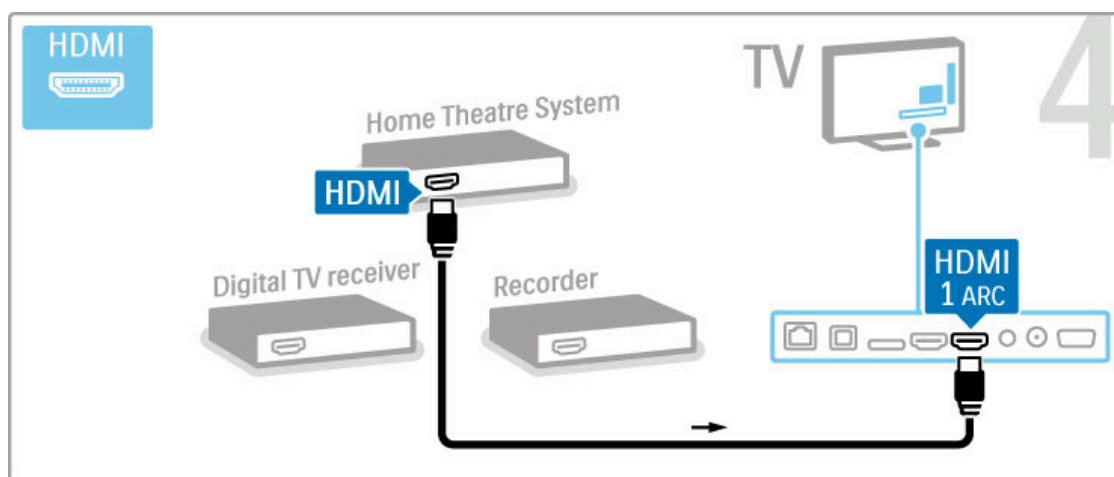 HDMI
TV
4
Home Theatre System
HDMI
Digital TV receiver
Recorder
HDMI
1 ARC